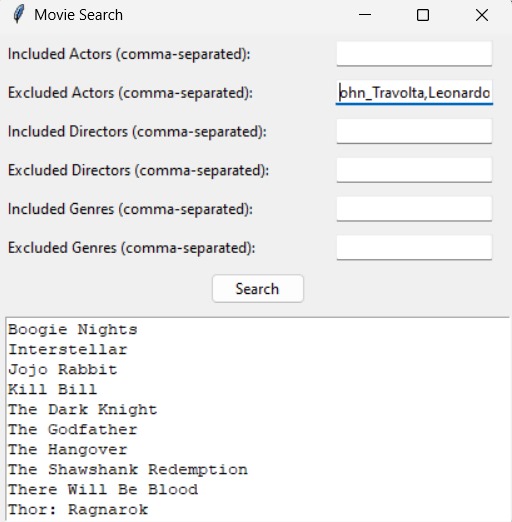 Movie Search
Included Actors (comma-separated):
Excluded Actors (comma-separated): ohn_Travolta,Leonardo
Included Directors (comma-separated):
Excluded Directors (comma-separated):
Included Genres (comma-separated):
Excluded Genres (comma-separated):
Search
Boogie Nights
Interstellar
Jojo Rabbit
Kill Bill
The Dark Knight
The Godfather
The Hangover
The Shawshank Redemption
There Will Be Blood
Thor: Ragnarok